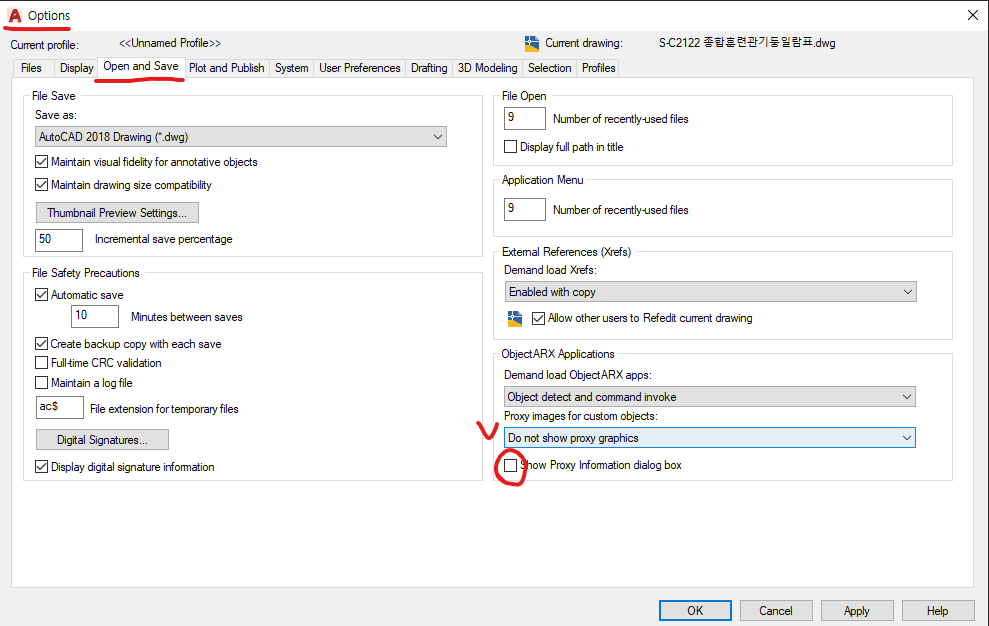 Options
Current profile: <<Unnamed Profile>> Current drawing: S-C2122 종합훈련관기둥일람표.dwg
Files Display Open and Save Plot and Publish System User Preferences Drafting 3D Modeling Selection Profiles
File Save
Save as:
AutoCAD 2018 Drawing (*.dwg)
Maintain visual fidelity for annotative objects
Maintain drawing size compatibility
Thumbnail Preview Settings...
50 Incremental save percentage
File Safety Precautions
Automatic save
10 Minutes between saves
Create backup copy with each save
Full-time CRC validation
Maintain a log file
ac$ File extension for temporary files
Digital Signatures...
Display digital signature information
File Open
9 Number of recently-used files
Display full path in title
Application Menu
9 Number of recently-used files
External References (Xrefs)
Demand load Xrefs:
Enabled with copy
Allow other users to Refedit current drawing
ObjectARX Applications
Demand load ObjectARX apps:
Object detect and command invoke
Proxy images for custom objects:
Do not show proxy graphics
Show Proxy Information dialog box
OK Cancel Apply Help